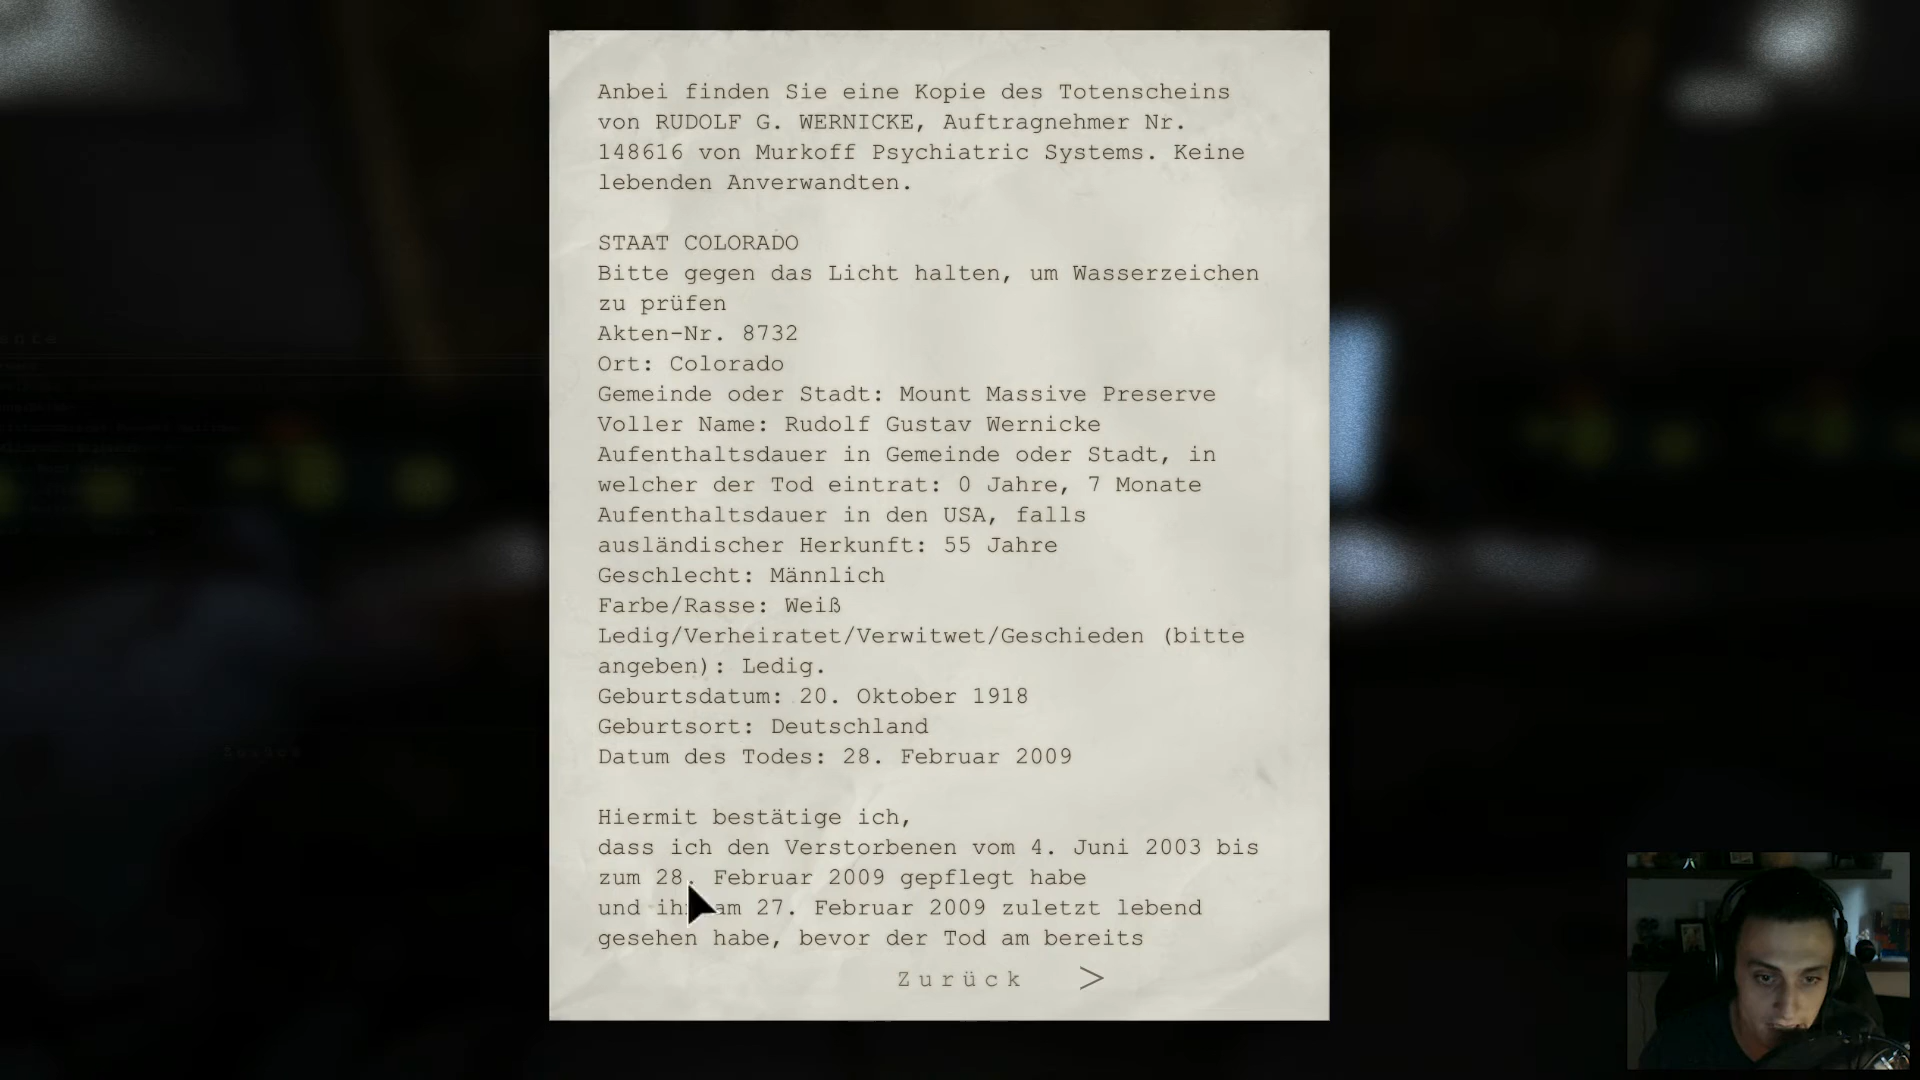 Anbei finden Sie eine Kopie des Totenscheins
von RUDOLF G. WERNICKE, Auftragnehmer Nr.
148616 von Murkoff Psychiatric Systems. Keine
lebenden Anverwandten.
STAAT COLORADO
Bitte gegen das Licht halten, um Wasserzeichen
zu prüfen
Akten-Nr. 8732
Ort: Colorado
Gemeinde oder Stadt: Mount Massive Preserve
Voller Name: Rudolf Gustav Wernicke
Aufenthaltsdauer in Gemeinde oder Stadt, in
welcher der Tod eintrat: 0 Jahre, 7 Monate
Aufenthaltsdauer in den USA, falls
ausländischer Herkunft: 55 Jahre
Geschlecht: Männlich
Farbe/Rasse: Weiß
Ledig/Verheiratet/Verwitwet/Geschieden (bitte
angeben): Ledig.
Geburtsdatum: 20. Oktober 1918
Geburtsort: Deutschland
Datum des Todes: 28. Februar 2009
Hiermit bestätige ich,
dass ich den Verstorbenen vom 4. Juni 2003 bis
zum 28. Februar 2009 gepflegt habe
und am 27. Februar 2009 zuletzt lebend
gesehen habe, bevor der Tod am bereits
Zurück >
Zurück